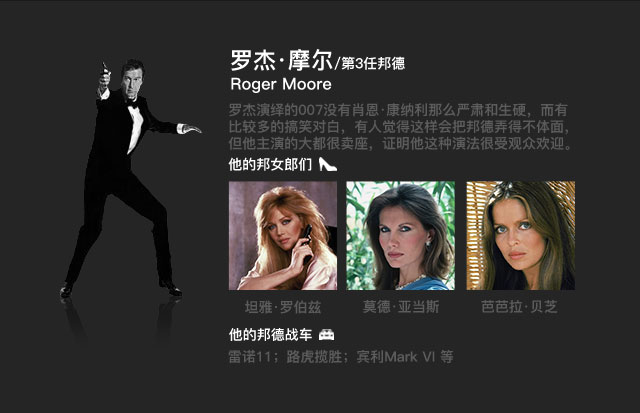 罗杰·摩尔/第3任邦德
Roger Moore
罗杰演绎的007没有肖恩·康纳利那么严肃和生硬，而有
比较多的搞笑对白，有人觉得这样会把邦德弄得不体面，
但他主演的大都很卖座，证明他这种演法很受观众欢迎。
他的邦女郎们
坦雅·罗伯兹 莫德·亚当斯 芭芭拉·贝芝
他的邦德战车
雷诺11；路虎揽胜；宾利Mark VI 等